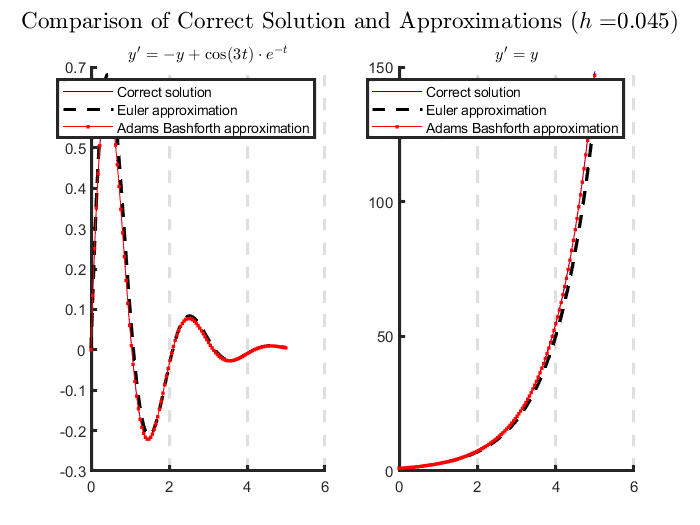 Comparison of Correct Solution and Approximations (h =0.045)
y′ = −y + cos(3t) · e^{−t}
0.7
Correct solution
Euler approximation
Adams Bashforth approximation
0.5
0.4
0.3
0.2
0.1
0
-0.1
-0.2
-0.3
0 2 4 6
y′ = y
150
Correct solution
Euler approximation
Adams Bashforth approximation
100
50
0
0 2 4 6